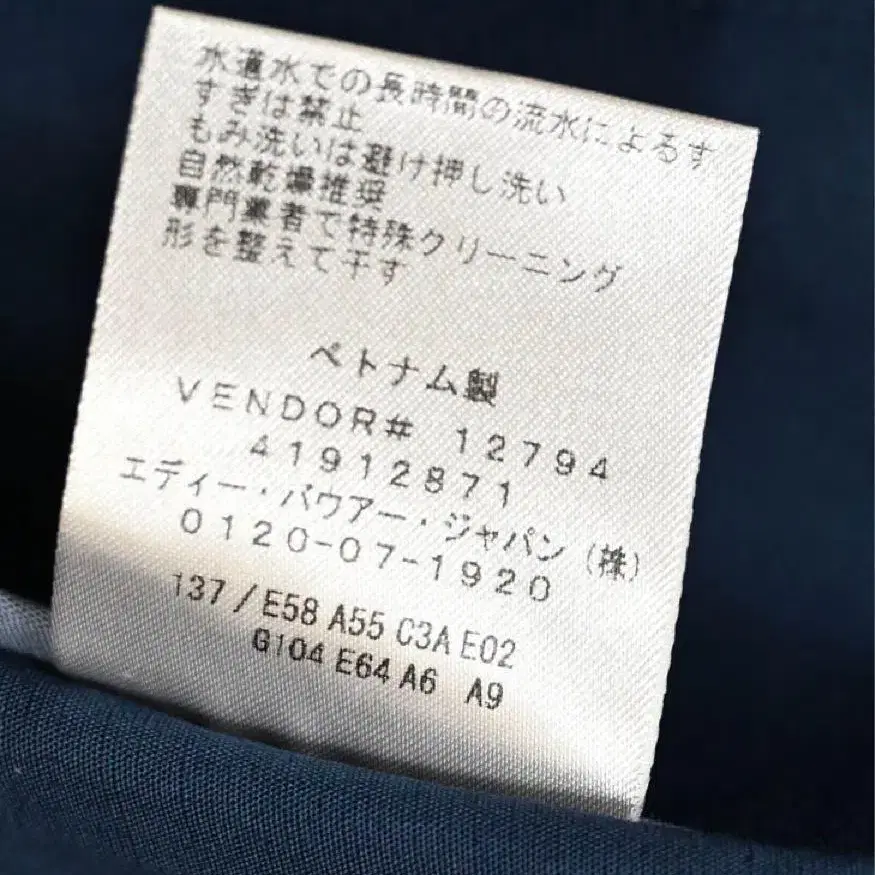 水道水での長時間の流水によるす
すぎは禁止
もみ洗いは避け押し洗い
自然乾燥推奨
専門業者で特殊クリーニング
形を整えて干す
ベトナム製
VENDOR# 12794
41912871
エディー・バウアー・ジャパン(株)
0120-07-1920
137/E58 A55 C3A E02
G104 E64 A6 A9